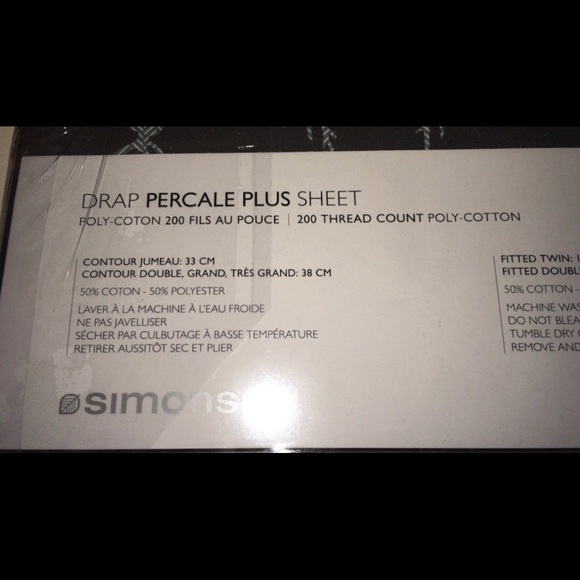 DRAP PERCALE PLUS SHEET
POLY-COTON 200 FILS AU POUCE | 200 THREAD COUNT POLY-COTTON
CONTOUR JUMEAU: 33 CM
CONTOUR DOUBLE, GRAND, TRÈS GRAND: 38 CM
50% COTON - 50% POLYESTER
LAVER À LA MACHINE À L'EAU FROIDE
NE PAS JAVELLISER
SÉCHER PAR CULBUTAGE À BASSE TEMPÉRATURE
RETIRER AUSSITÔT SEC ET PLIER
FITTED TWIN:
FITTED DOUBL
50% COTTON -
MACHINE WAS
DO NOT BLEA
TUMBLE DRY
REMOVE AND
simons